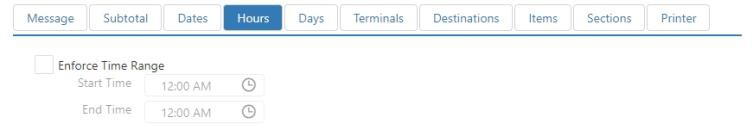 Message Subtotal Dates Hours Days Terminals Destinations Items Sections Printer
Enforce Time Range
Start Time 12:00 AM
End Time 12:00 AM